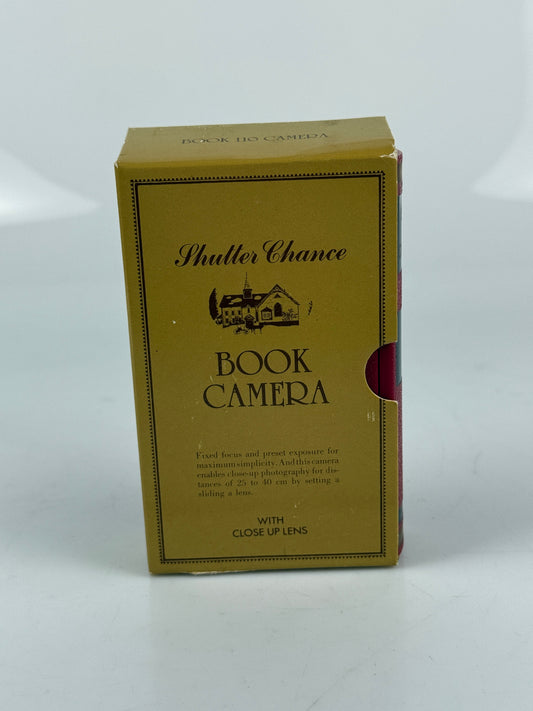 BOOK 110 CAMERA
Shutter Chance
BOOK
CAMERA
Fixed focus and preset exposure for
maximum simplicity. And this camera
enables close-up photography for dis-
tances of 25 to 40 cm by setting a
sliding a lens.
WITH
CLOSE UP LENS